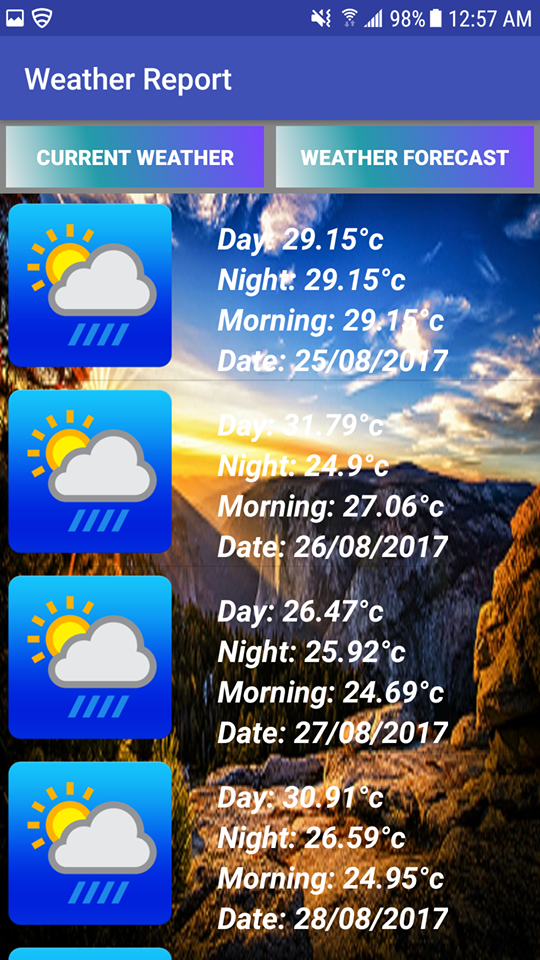 98% 12:57 AM
Weather Report
CURRENT WEATHER WEATHER FORECAST
Day: 29.15°c
Night: 29.15°c
Morning: 29.15°c
Date: 25/08/2017
Day: 31.79°c
Night: 24.9°c
Morning: 27.06°c
Date: 26/08/2017
Day: 26.47°c
Night: 25.92°c
Morning: 24.69°c
Date: 27/08/2017
Day: 30.91°c
Night: 26.59°c
Morning: 24.95°c
Date: 28/08/2017